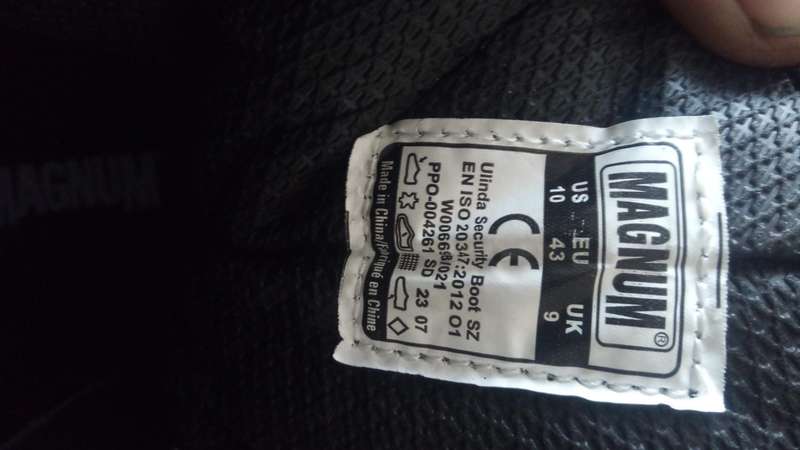 MAGNUM
MAGNUM®
US EU UK
10 43 9
CE
Ulinda Security Boot SZ
EN ISO 20347:2012 O1
PPO-004261 SD 23 07
Made in China/Fabriqué en Chine